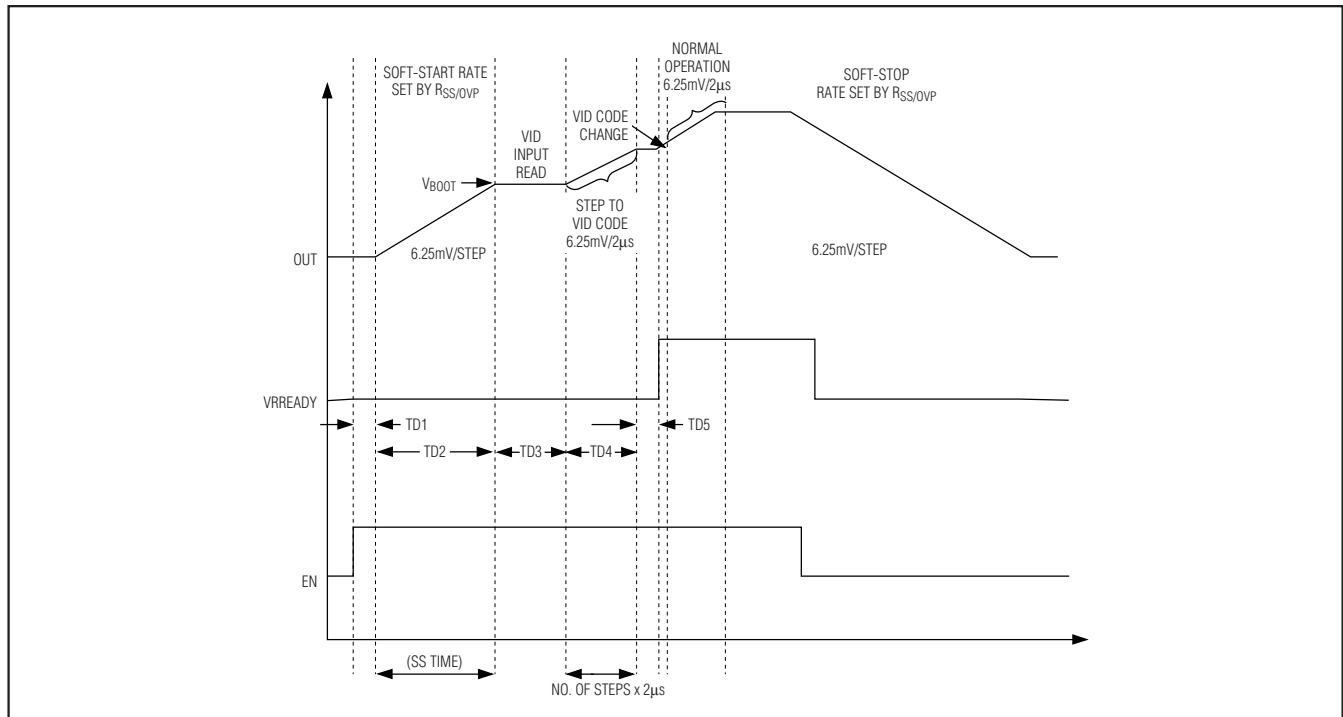 SOFT-START RATE
SET BY RSS/OVP
NORMAL
OPERATION
6.25mV/2µs
SOFT-STOP
RATE SET BY RSS/OVP
VID CODE
CHANGE
VID
INPUT
READ
VBOOT
STEP TO
VID CODE
6.25mV/2µs
6.25mV/STEP
6.25mV/STEP
OUT
VRREADY
TD1
TD5
TD2
TD3
TD4
EN
(SS TIME)
NO. OF STEPS x 2µs